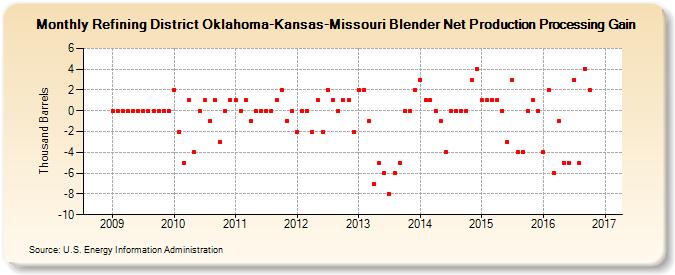 Monthly Refining District Oklahoma-Kansas-Missouri Blender Net Production Processing Gain
Thousand Barrels
6
4
2
0
-2
-4
-6
-8
-10
2009 2010 2011 2012 2013 2014 2015 2016 2017
Source: U.S. Energy Information Administration